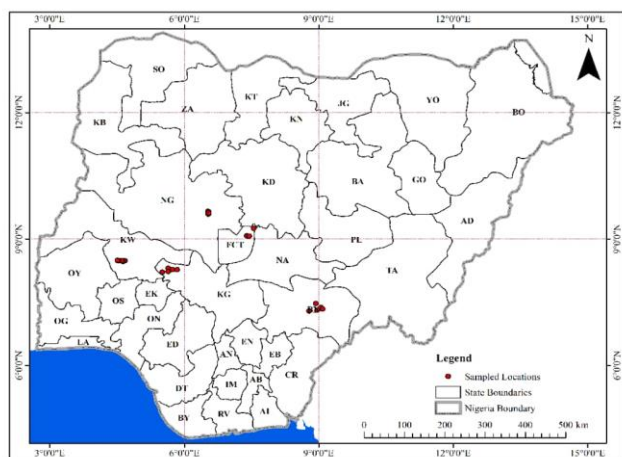 3°0'0"E 6°0'0"E 9°0'0"E 12°0'0"E 15°0'0"E
N
SO
KT JG YO BO
ZA
KB KN
12°0'0"N 12°0'0"N
NG KD BA GO
AD
9°0'0"N 9°0'0"N
KW FCT PL
OY NA TA
OS EK KG
OG ON
LA ED EN
AN EB
6°0'0"N 6°0'0"N
DT IM AB CR
BY RV AI
Legend
Sampled Locations
State Boundaries
Nigeria Boundary
0 100 200 300 400 500 km
3°0'0"E 6°0'0"E 9°0'0"E 12°0'0"E 15°0'0"E